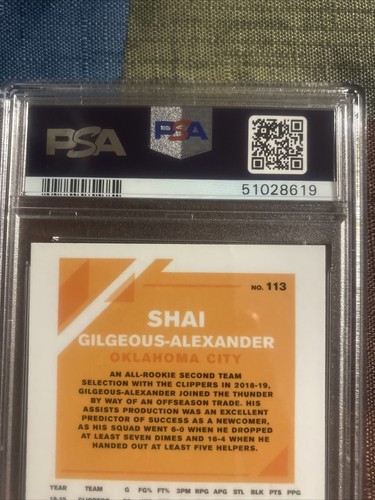 PSA
PSA
51028619
NO. 113
SHAI
GILGEOUS-ALEXANDER
OKLAHOMA CITY
AN ALL-ROOKIE SECOND TEAM
SELECTION WITH THE CLIPPERS IN 2018-19,
GILGEOUS-ALEXANDER JOINED THE THUNDER
BY WAY OF AN OFFSEASON TRADE. HIS
ASSISTS PRODUCTION WAS AN EXCELLENT
PREDICTOR OF SUCCESS AS A NEWCOMER,
AS HIS SQUAD WENT 6-0 WHEN HE DROPPED
AT LEAST SEVEN DIMES AND 16-4 WHEN HE
HANDED OUT AT LEAST FIVE HELPERS.
YEAR TEAM G FG% FT% 3PM RPG APG STL BLK PTS PPG